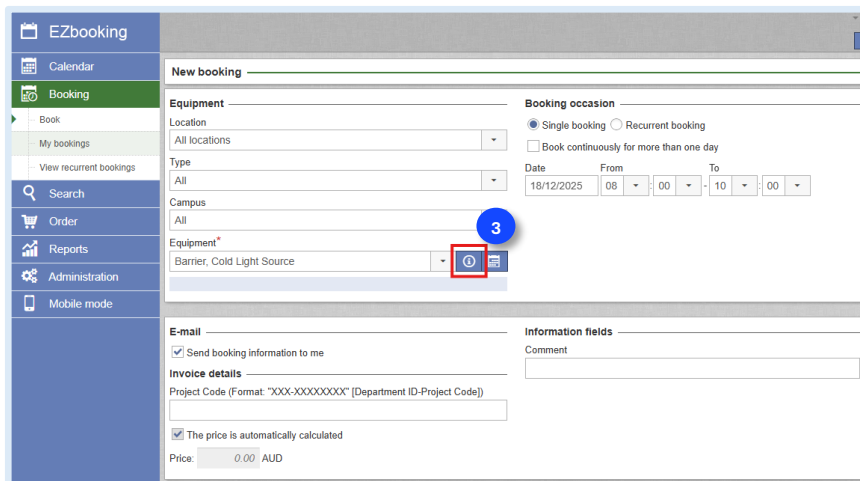 EZbooking
Calendar
Booking
Book
My bookings
View recurrent bookings
Search
Order
Reports
Administration
Mobile mode
New booking
Equipment
Location
All locations
Type
All
Campus
All
Equipment*
Barrier, Cold Light Source
3
Booking occasion
Single booking Recurrent booking
Book continuously for more than one day
Date From To
18/12/2025 08 : 00 - 10 : 00
E-mail
Send booking information to me
Invoice details
Project Code (Format: "XXX-XXXXXXXX" [Department ID-Project Code])
The price is automatically calculated
Price: 0.00 AUD
Information fields
Comment